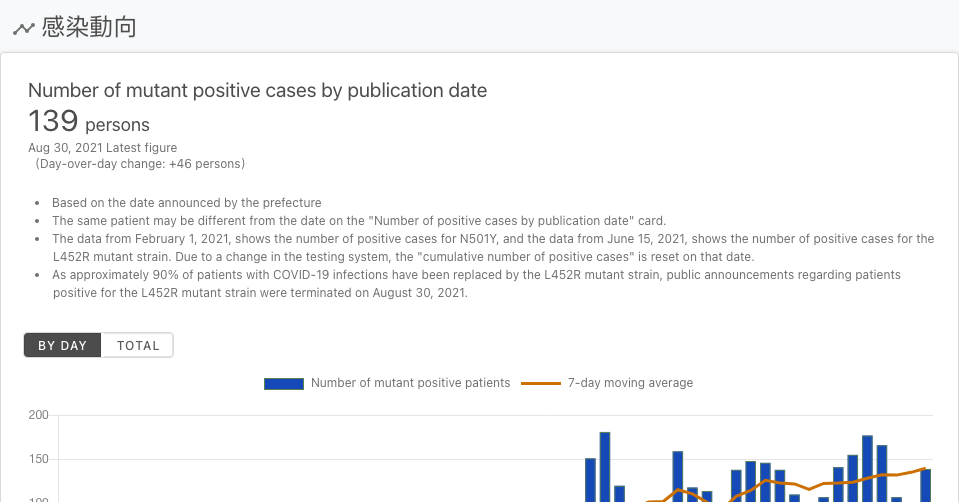 感染動向
Number of mutant positive cases by publication date
139 persons
Aug 30, 2021 Latest figure
(Day-over-day change: +46 persons)
Based on the date announced by the prefecture
The same patient may be different from the date on the "Number of positive cases by publication date" card.
The data from February 1, 2021, shows the number of positive cases for N501Y, and the data from June 15, 2021, shows the number of positive cases for the
L452R mutant strain. Due to a change in the testing system, the "cumulative number of positive cases" is reset on that date.
As approximately 90% of patients with COVID-19 infections have been replaced by the L452R mutant strain, public announcements regarding patients
positive for the L452R mutant strain were terminated on August 30, 2021.
BY DAY TOTAL
Number of mutant positive patients 7-day moving average
200
150
100